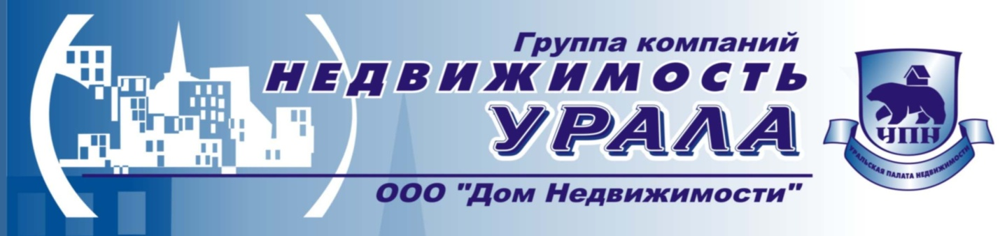 Группа компаний
НЕДВИЖИМОСТЬ
УРАЛА
ООО "Дом Недвижимости"
УПН
УРАЛЬСКАЯ ПАЛАТА НЕДВИЖИМОСТИ